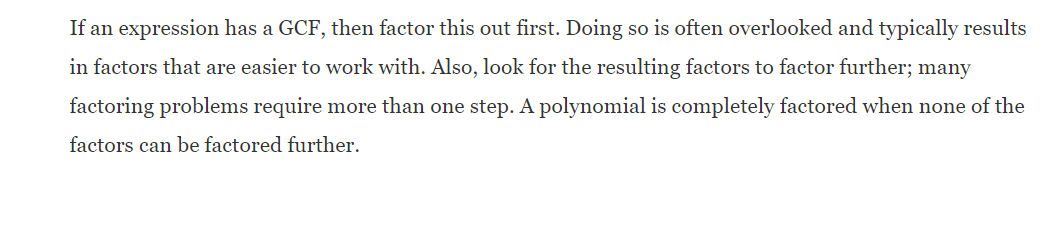 If an expression has a GCF, then factor this out first. Doing so is often overlooked and typically results
in factors that are easier to work with. Also, look for the resulting factors to factor further; many
factoring problems require more than one step. A polynomial is completely factored when none of the
factors can be factored further.